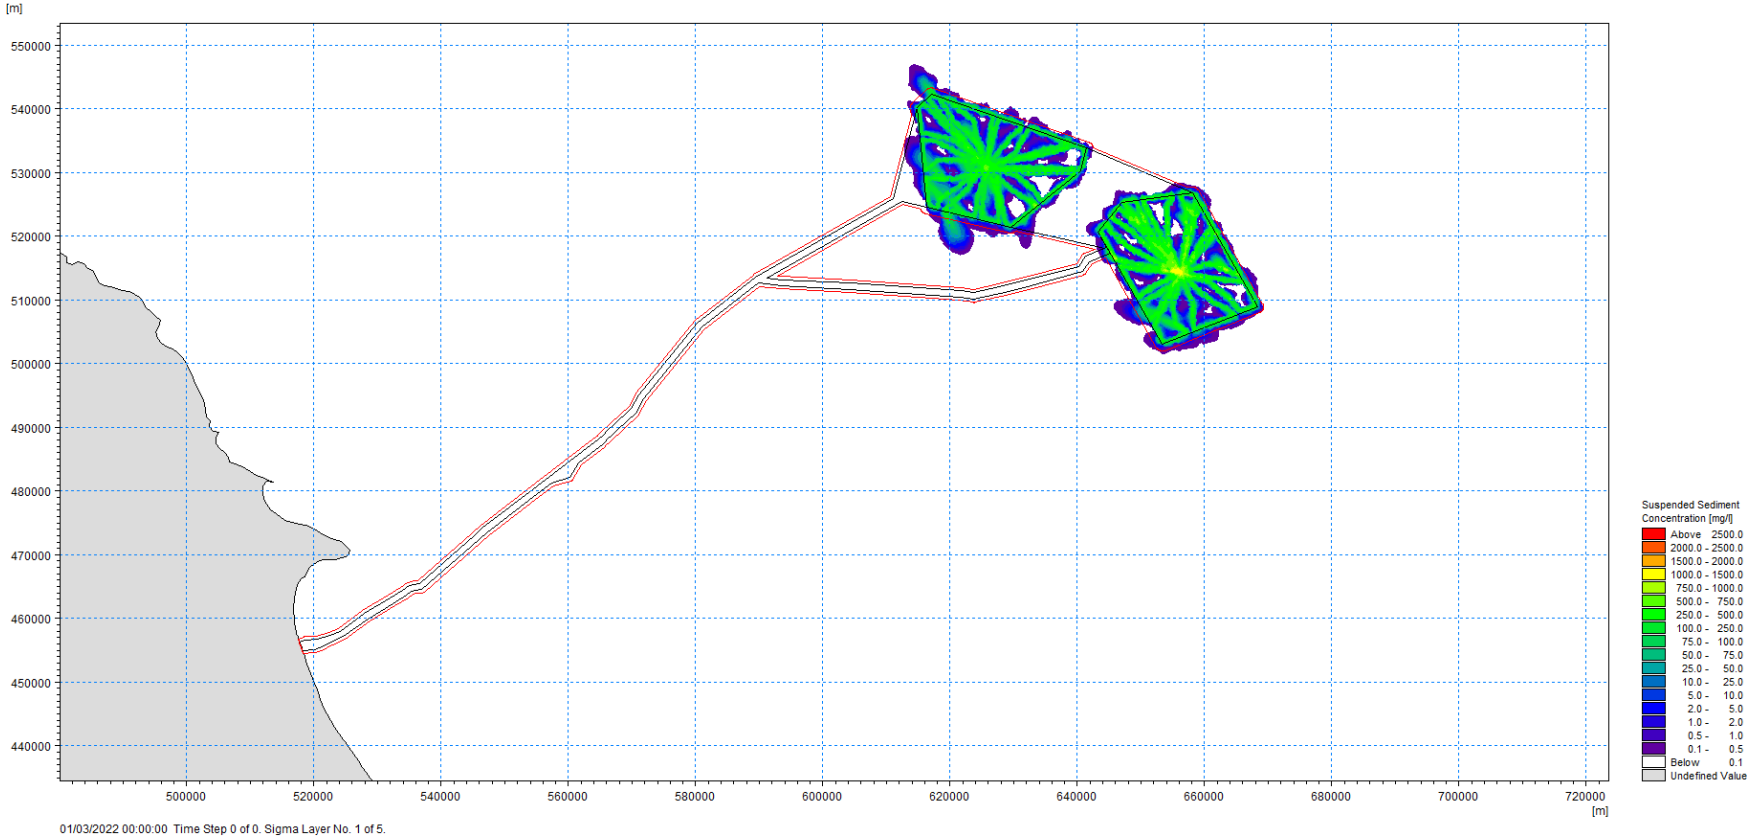 [m]
550000
540000
530000
520000
510000
500000
490000
480000
470000
460000
450000
440000
500000 520000 540000 560000 580000 600000 620000 640000 660000 680000 700000 720000
[m]
Suspended Sediment
Concentration [mg/l]
Above 2500.0
2000.0 - 2500.0
1500.0 - 2000.0
1000.0 - 1500.0
750.0 - 1000.0
500.0 - 750.0
250.0 - 500.0
100.0 - 250.0
75.0 - 100.0
50.0 - 75.0
25.0 - 50.0
10.0 - 25.0
5.0 - 10.0
2.0 - 5.0
1.0 - 2.0
0.5 - 1.0
0.1 - 0.5
Below 0.1
Undefined Value
01/03/2022 00:00:00 Time Step 0 of 0. Sigma Layer No. 1 of 5.